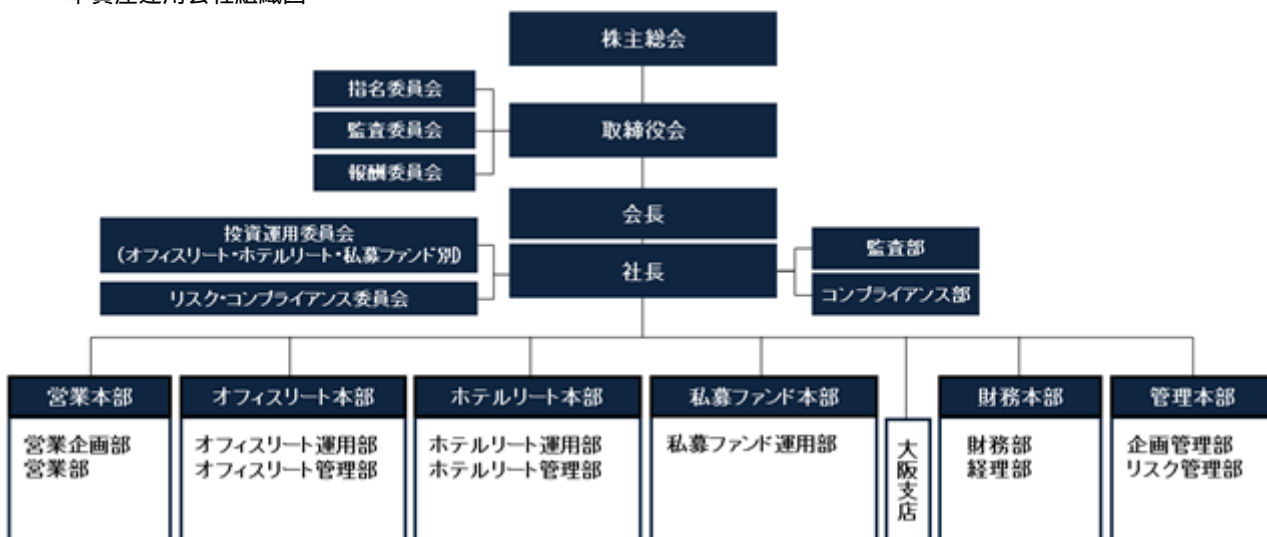 本資産運用会社組織図
株主総会
指名委員会
監査委員会
報酬委員会
取締役会
会長
投資運用委員会
(オフィスリート・ホテルリート・私募ファンド別)
社長
リスク・コンプライアンス委員会
監査部
コンプライアンス部
営業本部
営業企画部
営業部
オフィスリート本部
オフィスリート運用部
オフィスリート管理部
ホテルリート本部
ホテルリート運用部
ホテルリート管理部
私募ファンド本部
私募ファンド運用部
大阪支店
財務本部
財務部
経理部
管理本部
企画管理部
リスク管理部